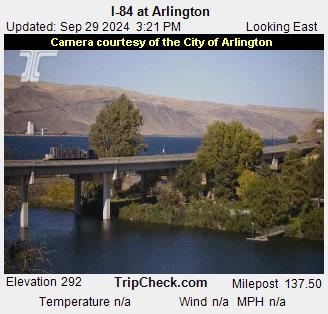 I-84 at Arlington
Updated: Sep 29 2024 3:21 PM Looking East
Camera courtesy of the City of Arlington
Elevation 292 TripCheck.com Milepost 137.50
Temperature n/a Wind n/a MPH n/a